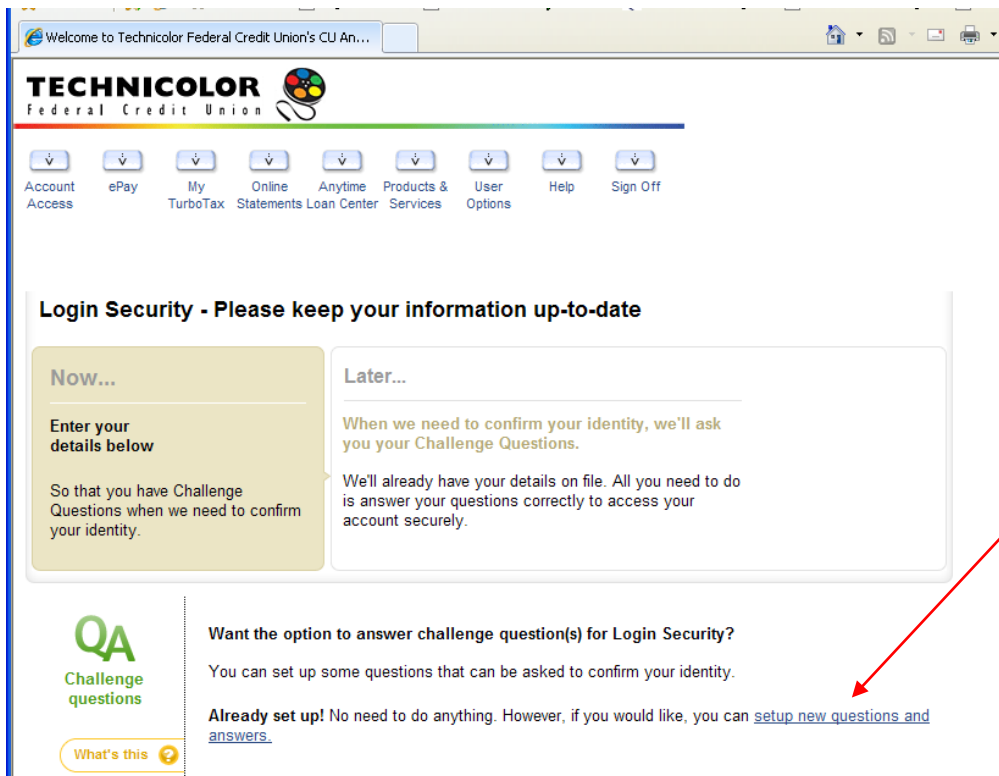 Welcome to Technicolor Federal Credit Union's CU An...
TECHNICOLOR
Federal Credit Union
Account Access
ePay
My TurboTax
Online Statements
Anytime Loan Center
Products & Services
User Options
Help
Sign Off
Login Security - Please keep your information up-to-date
Now...
Enter your
details below
So that you have Challenge
Questions when we need to confirm
your identity.
Later...
When we need to confirm your identity, we'll ask
you your Challenge Questions.
We'll already have your details on file. All you need to do
is answer your questions correctly to access your
account securely.
QA
Challenge
questions
What's this ?
Want the option to answer challenge question(s) for Login Security?
You can set up some questions that can be asked to confirm your identity.
Already set up! No need to do anything. However, if you would like, you can setup new questions and
answers.